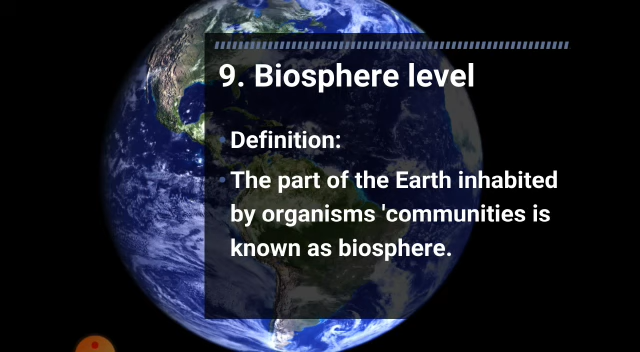 9. Biosphere level
Definition:
The part of the Earth inhabited
by organisms 'communities is
known as biosphere.